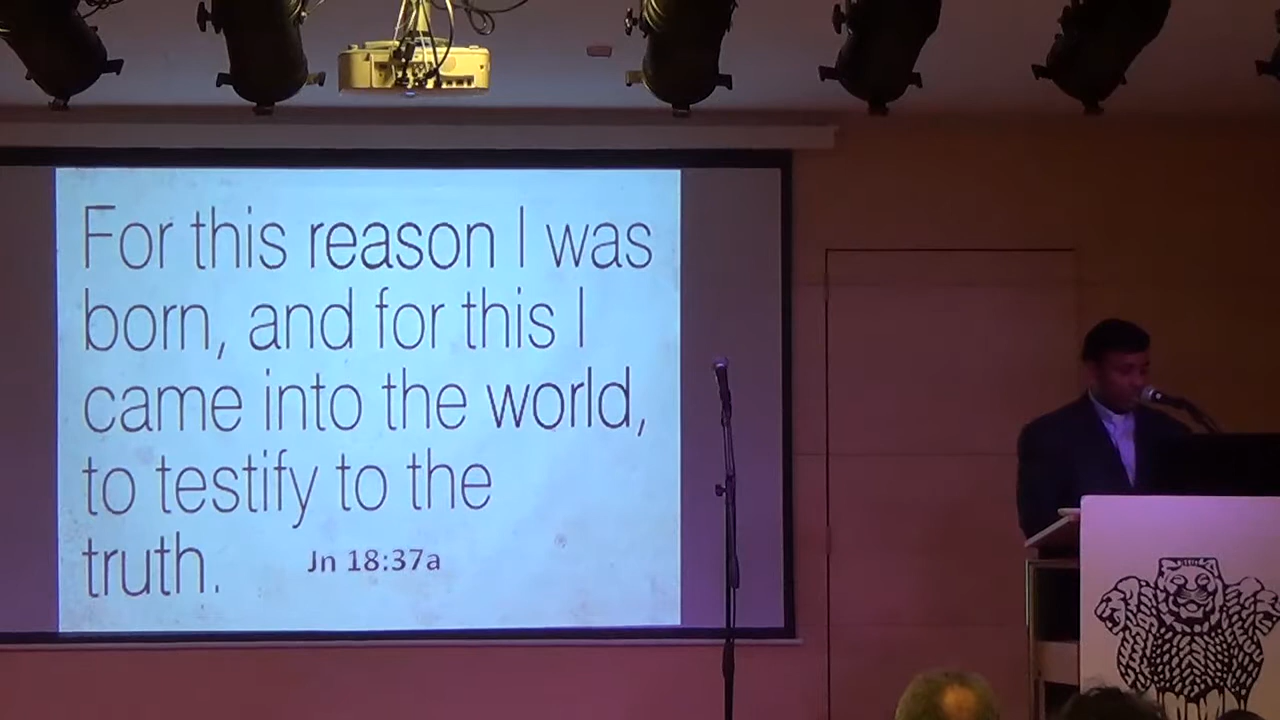 For this reason I was
born, and for this I
came into the world,
to testify to the
truth. Jn 18:37a